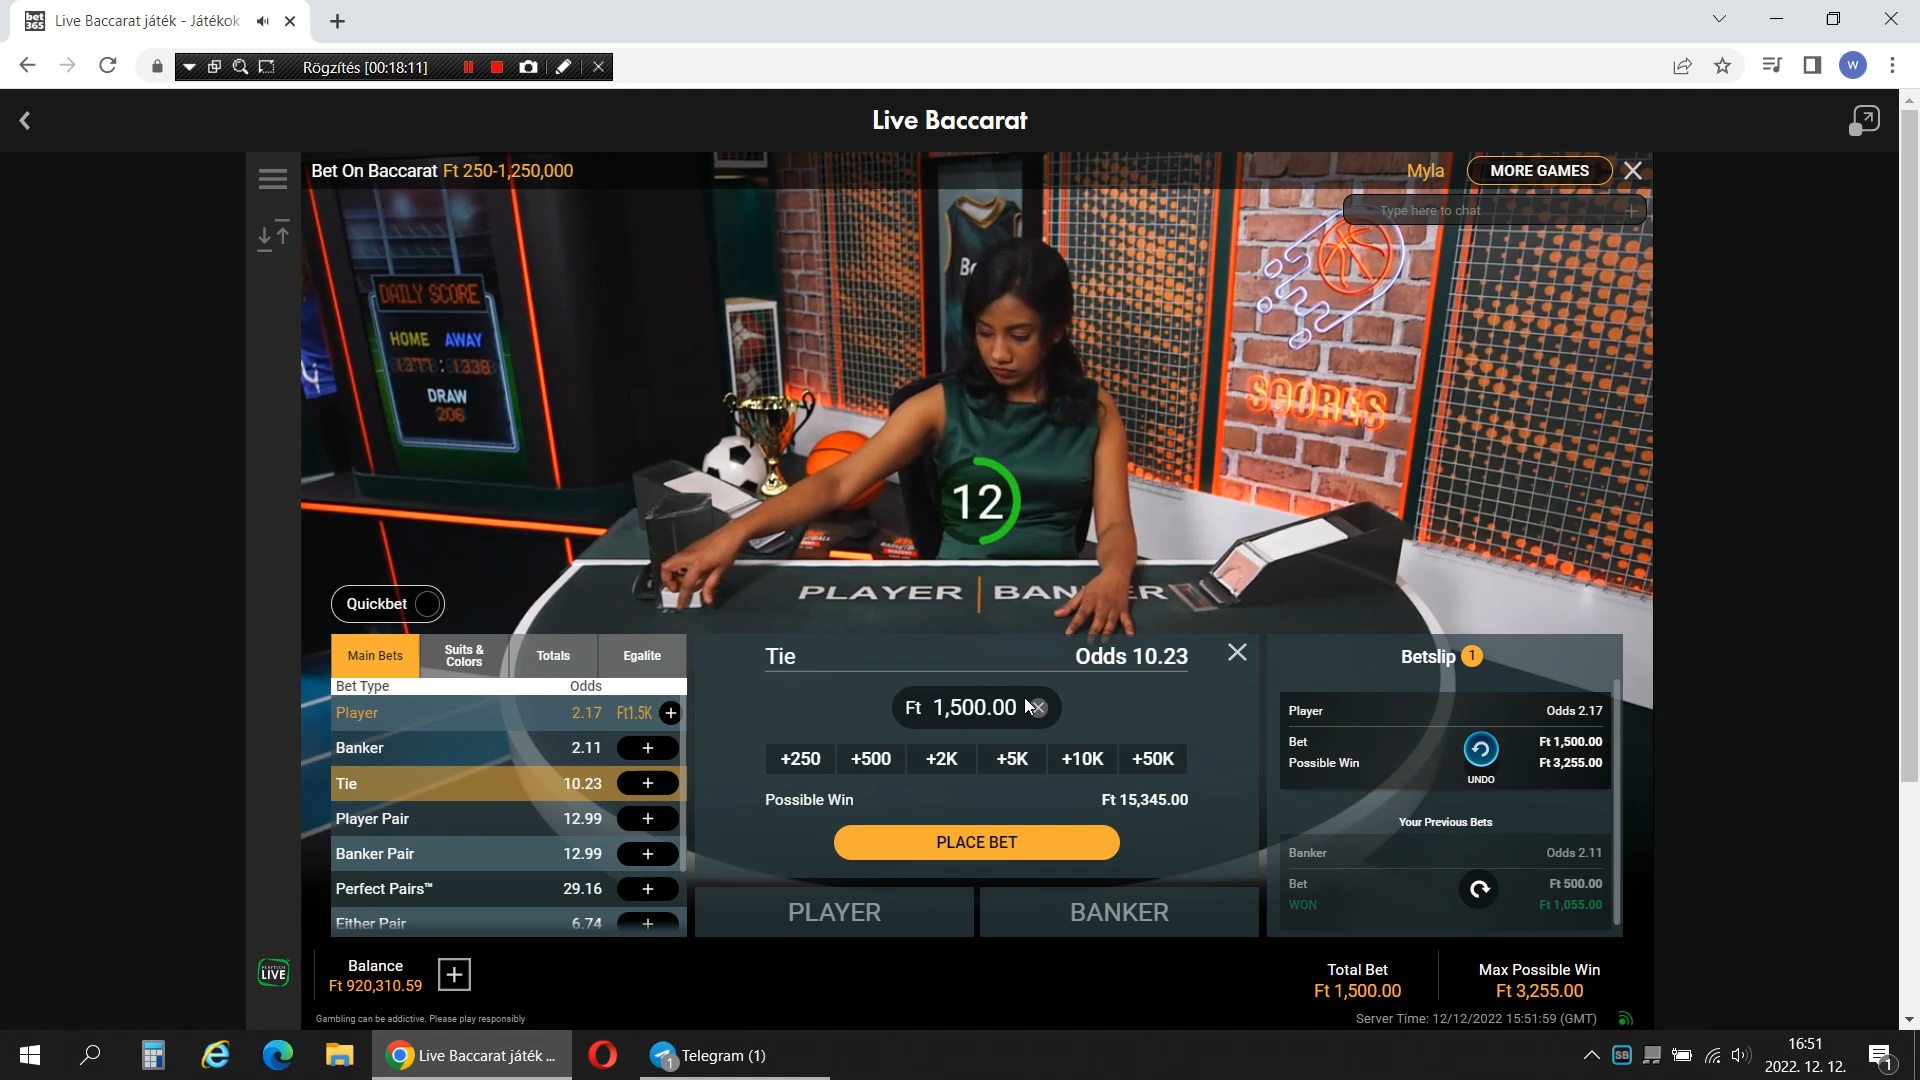 bet
365
Live Baccarat játék - Játékok
Rögzítés [00:18:11]
W
Live Baccarat
Bet On Baccarat Ft 250-1,250,000
Myla
MORE GAMES
Type here to chat
DAILY SCORE
HOME AWAY
1377 : 1338
DRAW
206
SCORES
12
PLAYER | BANKER
Quickbet
Main Bets
Suits &
Colors
Totals
Egalite
Bet Type Odds
Player 2.17 Ft1.5K +
Banker 2.11 +
Tie 10.23 +
Player Pair 12.99 +
Banker Pair 12.99 +
Perfect Pairs™ 29.16 +
Either Pair 6.74 +
Tie Odds 10.23
Ft 1,500.00
+250 +500 +2K +5K +10K +50K
Possible Win Ft 15,345.00
PLACE BET
PLAYER BANKER
Betslip 1
Player Odds 2.17
Bet Ft 1,500.00
Possible Win Ft 3,255.00
UNDO
Your Previous Bets
Banker Odds 2.11
Bet Ft 500.00
WON Ft 1,055.00
LIVE
Balance
Ft 920,310.59
Total Bet
Ft 1,500.00
Max Possible Win
Ft 3,255.00
Gambling can be addictive. Please play responsibly
Server Time: 12/12/2022 15:51:59 (GMT)
Live Baccarat játék ...
1
Telegram (1)
SB
16:51
2022. 12. 12.
1